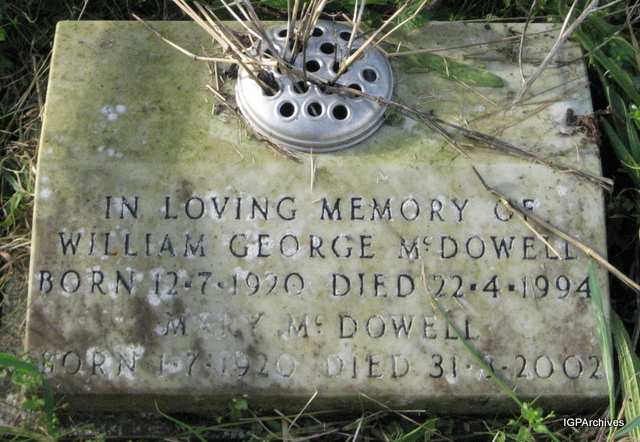 IN LOVING MEMORY OF
WILLIAM GEORGE McDOWELL
BORN 12·7·1920 DIED 22·4·1994
MARY McDOWELL
BORN 1·7·1920 DIED 2002
IGPArchives